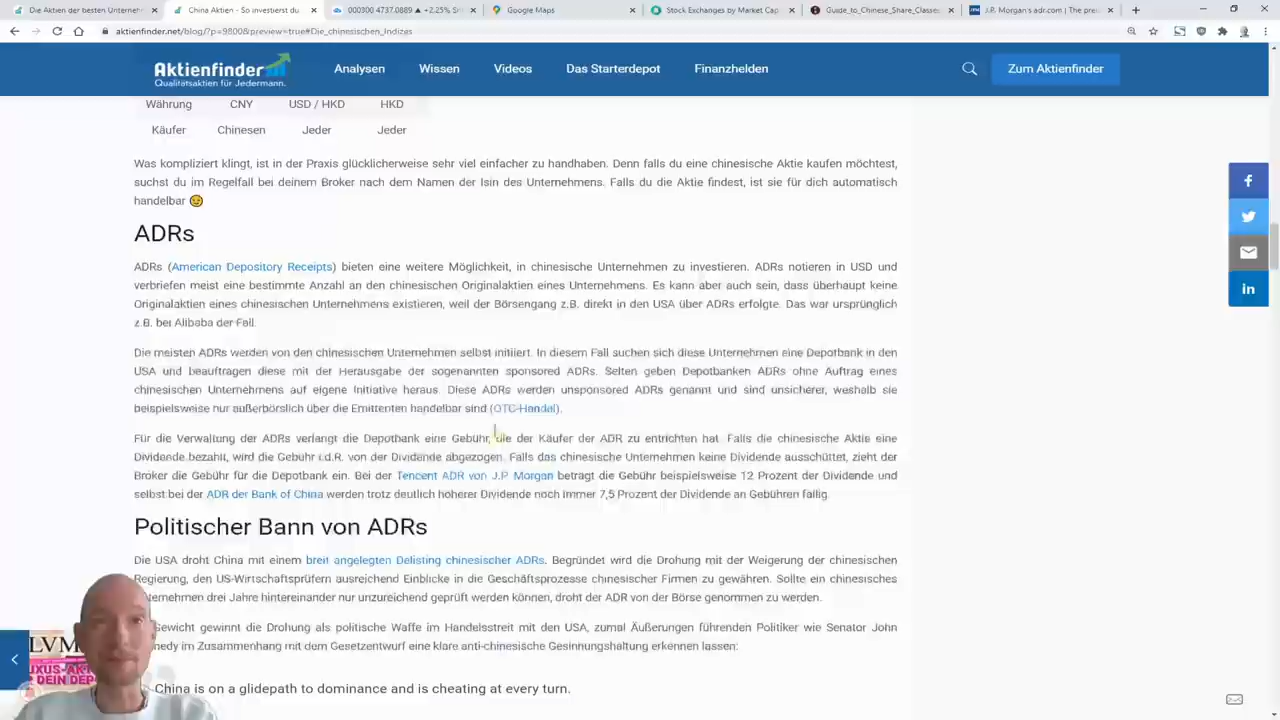 Die Aktien der besten Unternehm
China Aktien - So investierst du
000300.4737.0889 ▲ +2.25% S
Google Maps
Stock Exchanges by Market Cap
Guide_to_Chinese_Share_Classes
J.P. Morgan's adr.com | The prei
aktienfinder.net/blog/?p=9800&preview=true#Die_chinesischen_Indizes
Aktienfinder
Qualitätsaktien für Jedermann.
Analysen Wissen Videos Das Starterdepot Finanzhelden Zum Aktienfinder
Währung CNY USD / HKD HKD
Käufer Chinesen Jeder Jeder
Was kompliziert klingt, ist in der Praxis glücklicherweise sehr viel einfacher zu handhaben. Denn falls du eine chinesische Aktie kaufen möchtest,
suchst du im Regelfall bei deinem Broker nach dem Namen der Isin des Unternehmens. Falls du die Aktie findest, ist sie für dich automatisch
handelbar 😉
ADRs
ADRs (American Depository Receipts) bieten eine weitere Möglichkeit, in chinesische Unternehmen zu investieren. ADRs notieren in USD und
verbriefen meist eine bestimmte Anzahl an den chinesischen Originalaktien eines Unternehmens. Es kann aber auch sein, dass überhaupt keine
Originalaktien eines chinesischen Unternehmens existieren, weil der Börsengang z.B. direkt in den USA über ADRs erfolgte. Das war ursprünglich
z.B. bei Alibaba der Fall.
Die meisten ADRs werden von den chinesischen Unternehmen selbst initiiert. In diesem Fall suchen sich diese Unternehmen eine Depotbank in den
USA und beauftragen diese mit der Herausgabe der sogenannten sponsored ADRs. Selten geben Depotbanken ADRs ohne Auftrag eines
chinesischen Unternehmens auf eigene Initiative heraus. Diese ADRs werden unsponsored ADRs genannt und sind unsicherer, weshalb sie
beispielsweise nur außerbörslich über die Emittenten handelbar sind (OTC-Handel).
Für die Verwaltung der ADRs verlangt die Depotbank eine Gebühr, die der Käufer der ADR zu entrichten hat. Falls die chinesische Aktie eine
Dividende bezahlt, wird die Gebühr i.d.R. von der Dividende abgezogen. Falls das chinesische Unternehmen keine Dividende ausschüttet, zieht der
Broker die Gebühr für die Depotbank ein. Bei der Tencent ADR von J.P. Morgan beträgt die Gebühr beispielsweise 12 Prozent der Dividende und
selbst bei der ADR der Bank of China werden trotz deutlich höherer Dividende noch immer 7,5 Prozent der Dividende an Gebühren fällig.
Politischer Bann von ADRs
Die USA droht China mit einem breit angelegten Delisting chinesischer ADRs. Begründet wird die Drohung mit der Weigerung der chinesischen
Regierung, den US-Wirtschaftsprüfern ausreichend Einblicke in die Geschäftsprozesse chinesischer Firmen zu gewähren. Sollte ein chinesisches
ternehmen drei Jahre hintereinander nur unzureichend geprüft werden können, droht der ADR von der Börse genommen zu werden.
Gewicht gewinnt die Drohung als politische Waffe im Handelsstreit mit den USA, zumal Äußerungen führenden Politiker wie Senator John
nedy im Zusammenhang mit dem Gesetzentwurf eine klare anti-chinesische Gesinnungshaltung erkennen lassen:
China is on a glidepath to dominance and is cheating at every turn.
LVM
UXUS-AK
DEIN DEP